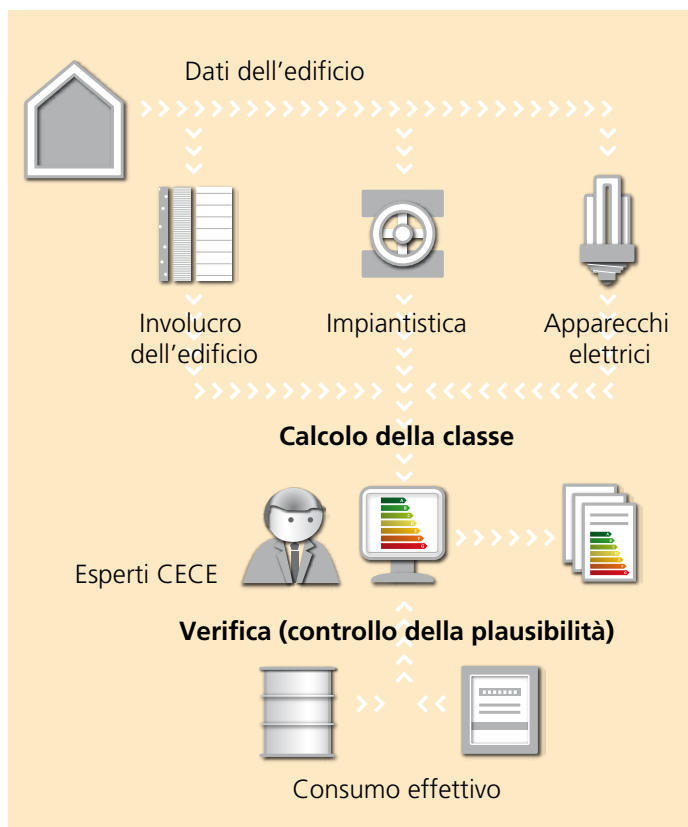 Dati dell'edificio
Involucro
dell'edificio
Impiantistica
Apparecchi
elettrici
Calcolo della classe
Esperti CECE
Verifica (controllo della plausibilità)
Consumo effettivo